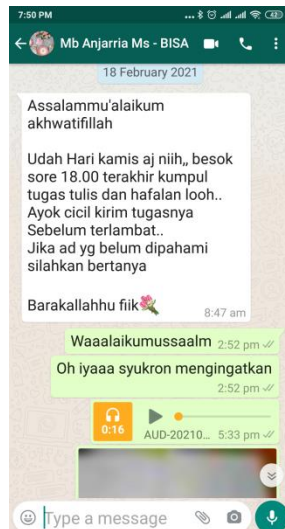 7:50 PM
42
Mb Anjarria Ms - BISA
18 February 2021
Assalammu'alaikum
akhwatifillah
Udah Hari kamis aj niih,, besok
sore 18.00 terakhir kumpul
tugas tulis dan hafalan looh..
Ayok cicil kirim tugasnya
Sebelum terlambat..
Jika ad yg belum dipahami
silahkan bertanya
Barakallahhu fiik
8:47 am
Waaalaikumussaalm 2:52 pm
Oh iyaaa syukron mengingatkan
2:52 pm
0:16
AUD-20210... 5:33 pm
Type a message